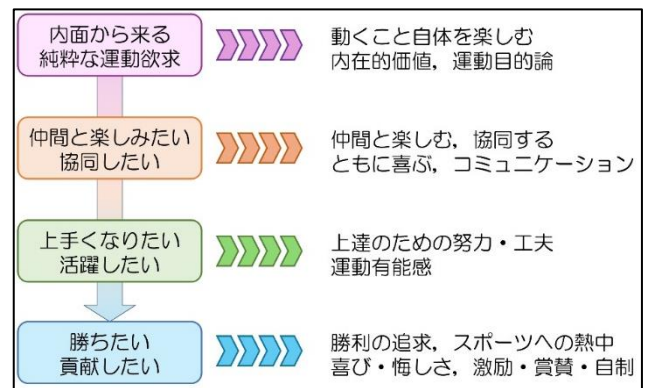 内面から来る
純粋な運動欲求
動くこと自体を楽しむ
内在的価値，運動目的論
仲間と楽しみたい
協同したい
仲間と楽しむ，協同する
ともに喜ぶ，コミュニケーション
上手くなりたい
活躍したい
上達のための努力・工夫
運動有能感
勝ちたい
貢献したい
勝利の追求，スポーツへの熱中
喜び・悔しさ，激励・賞賛・自制